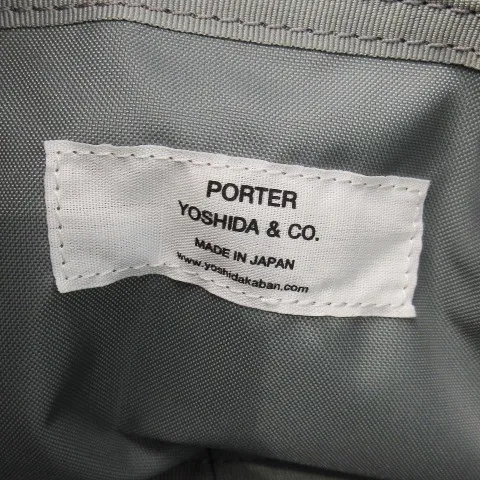 PORTER
YOSHIDA & CO.
MADE IN JAPAN
www.yoshidakaban.com